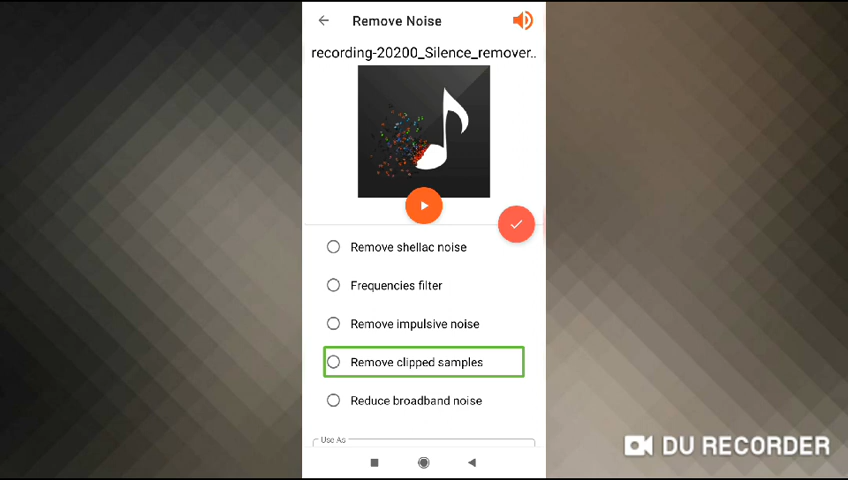 Remove Noise
recording-20200_Silence_remover..
Remove shellac noise
Frequencies filter
Remove impulsive noise
Remove clipped samples
Reduce broadband noise
Use As
DU RECORDER